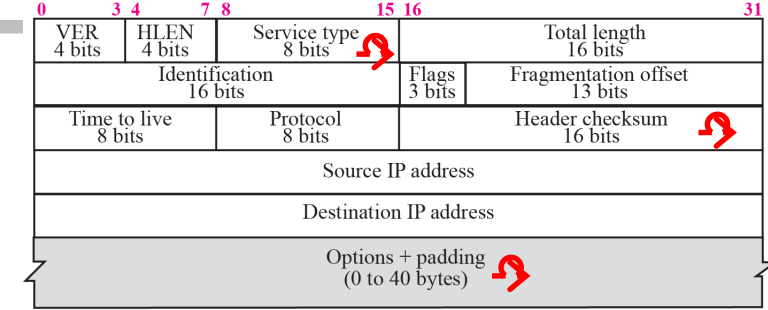 0 3 4 7 8 15 16 31
VER HLEN Service type Total length
4 bits 4 bits 8 bits 16 bits
Identification Flags Fragmentation offset
16 bits 3 bits 13 bits
Time to live Protocol Header checksum
8 bits 8 bits 16 bits
Source IP address
Destination IP address
Options + padding
(0 to 40 bytes)